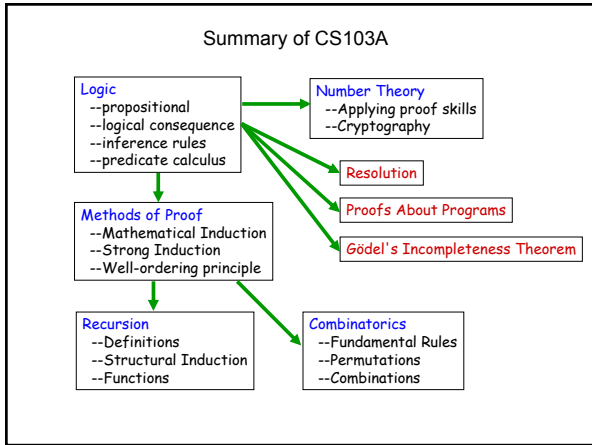 Summary of CS103A
Logic
--propositional
--logical consequence
--inference rules
--predicate calculus
Number Theory
--Applying proof skills
--Cryptography
Resolution
Proofs About Programs
Gödel's Incompleteness Theorem
Methods of Proof
--Mathematical Induction
--Strong Induction
--Well-ordering principle
Recursion
--Definitions
--Structural Induction
--Functions
Combinatorics
--Fundamental Rules
--Permutations
--Combinations